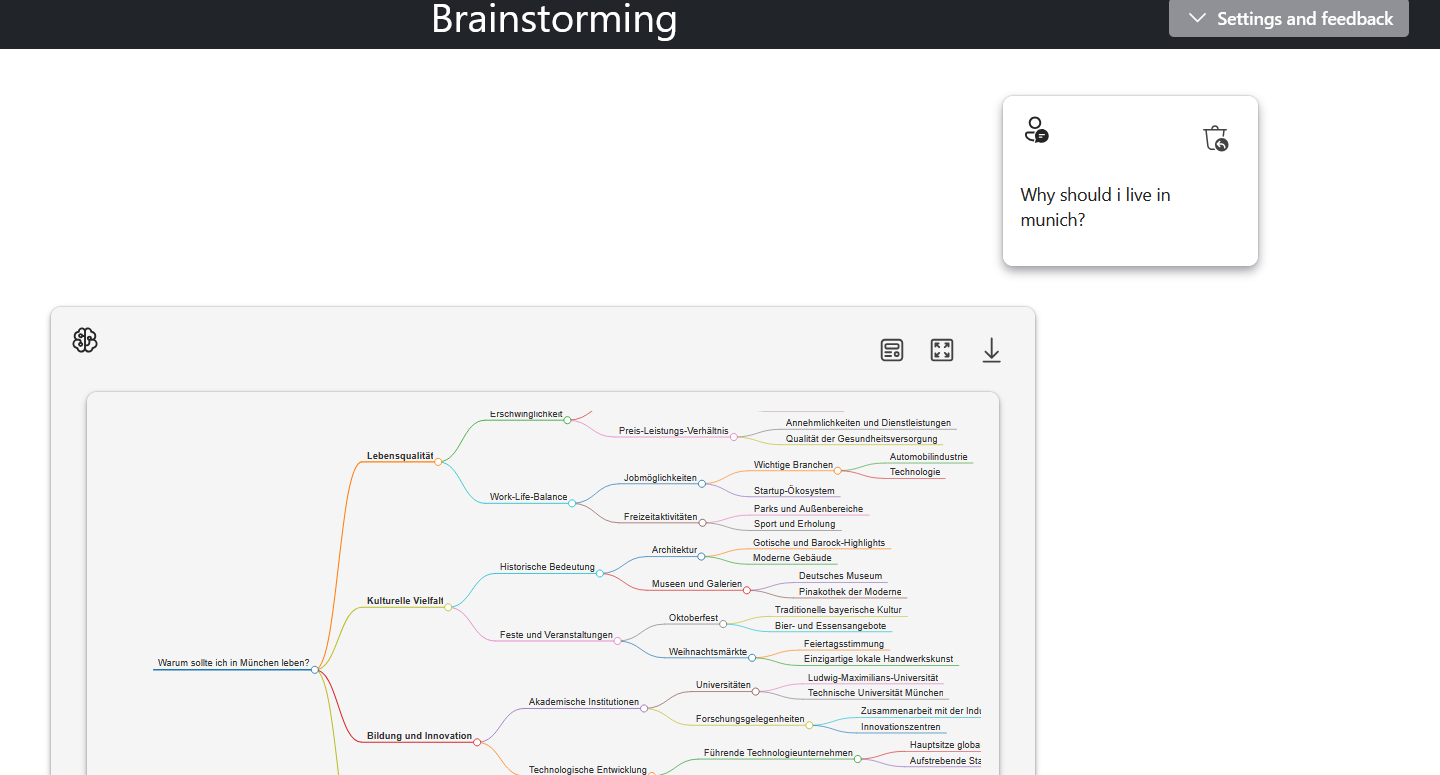 Brainstorming
Settings and feedback
Why should i live in
munich?
Erschwinglichkeit
Preis-Leistungs-Verhältnis
Annehmlichkeiten und Dienstleistungen
Qualität der Gesundheitsversorgung
Lebensqualität
Work-Life-Balance
Jobmöglichkeiten
Wichtige Branchen
Automobilindustrie
Technologie
Startup-Ökosystem
Freizeitaktivitäten
Parks und Außenbereiche
Sport und Erholung
Kulturelle Vielfalt
Historische Bedeutung
Architektur
Gotische und Barock-Highlights
Moderne Gebäude
Museen und Galerien
Deutsches Museum
Pinakothek der Moderne
Feste und Veranstaltungen
Oktoberfest
Traditionelle bayerische Kultur
Bier- und Essensangebote
Weihnachtsmärkte
Feiertagsstimmung
Einzigartige lokale Handwerkskunst
Warum sollte ich in München leben?
Bildung und Innovation
Akademische Institutionen
Universitäten
Ludwig-Maximilians-Universität
Technische Universität München
Forschungsgelegenheiten
Zusammenarbeit mit der Indu
Innovationszentren
Technologische Entwicklung
Führende Technologieunternehmen
Hauptsitze globa
Aufstrebende Sta